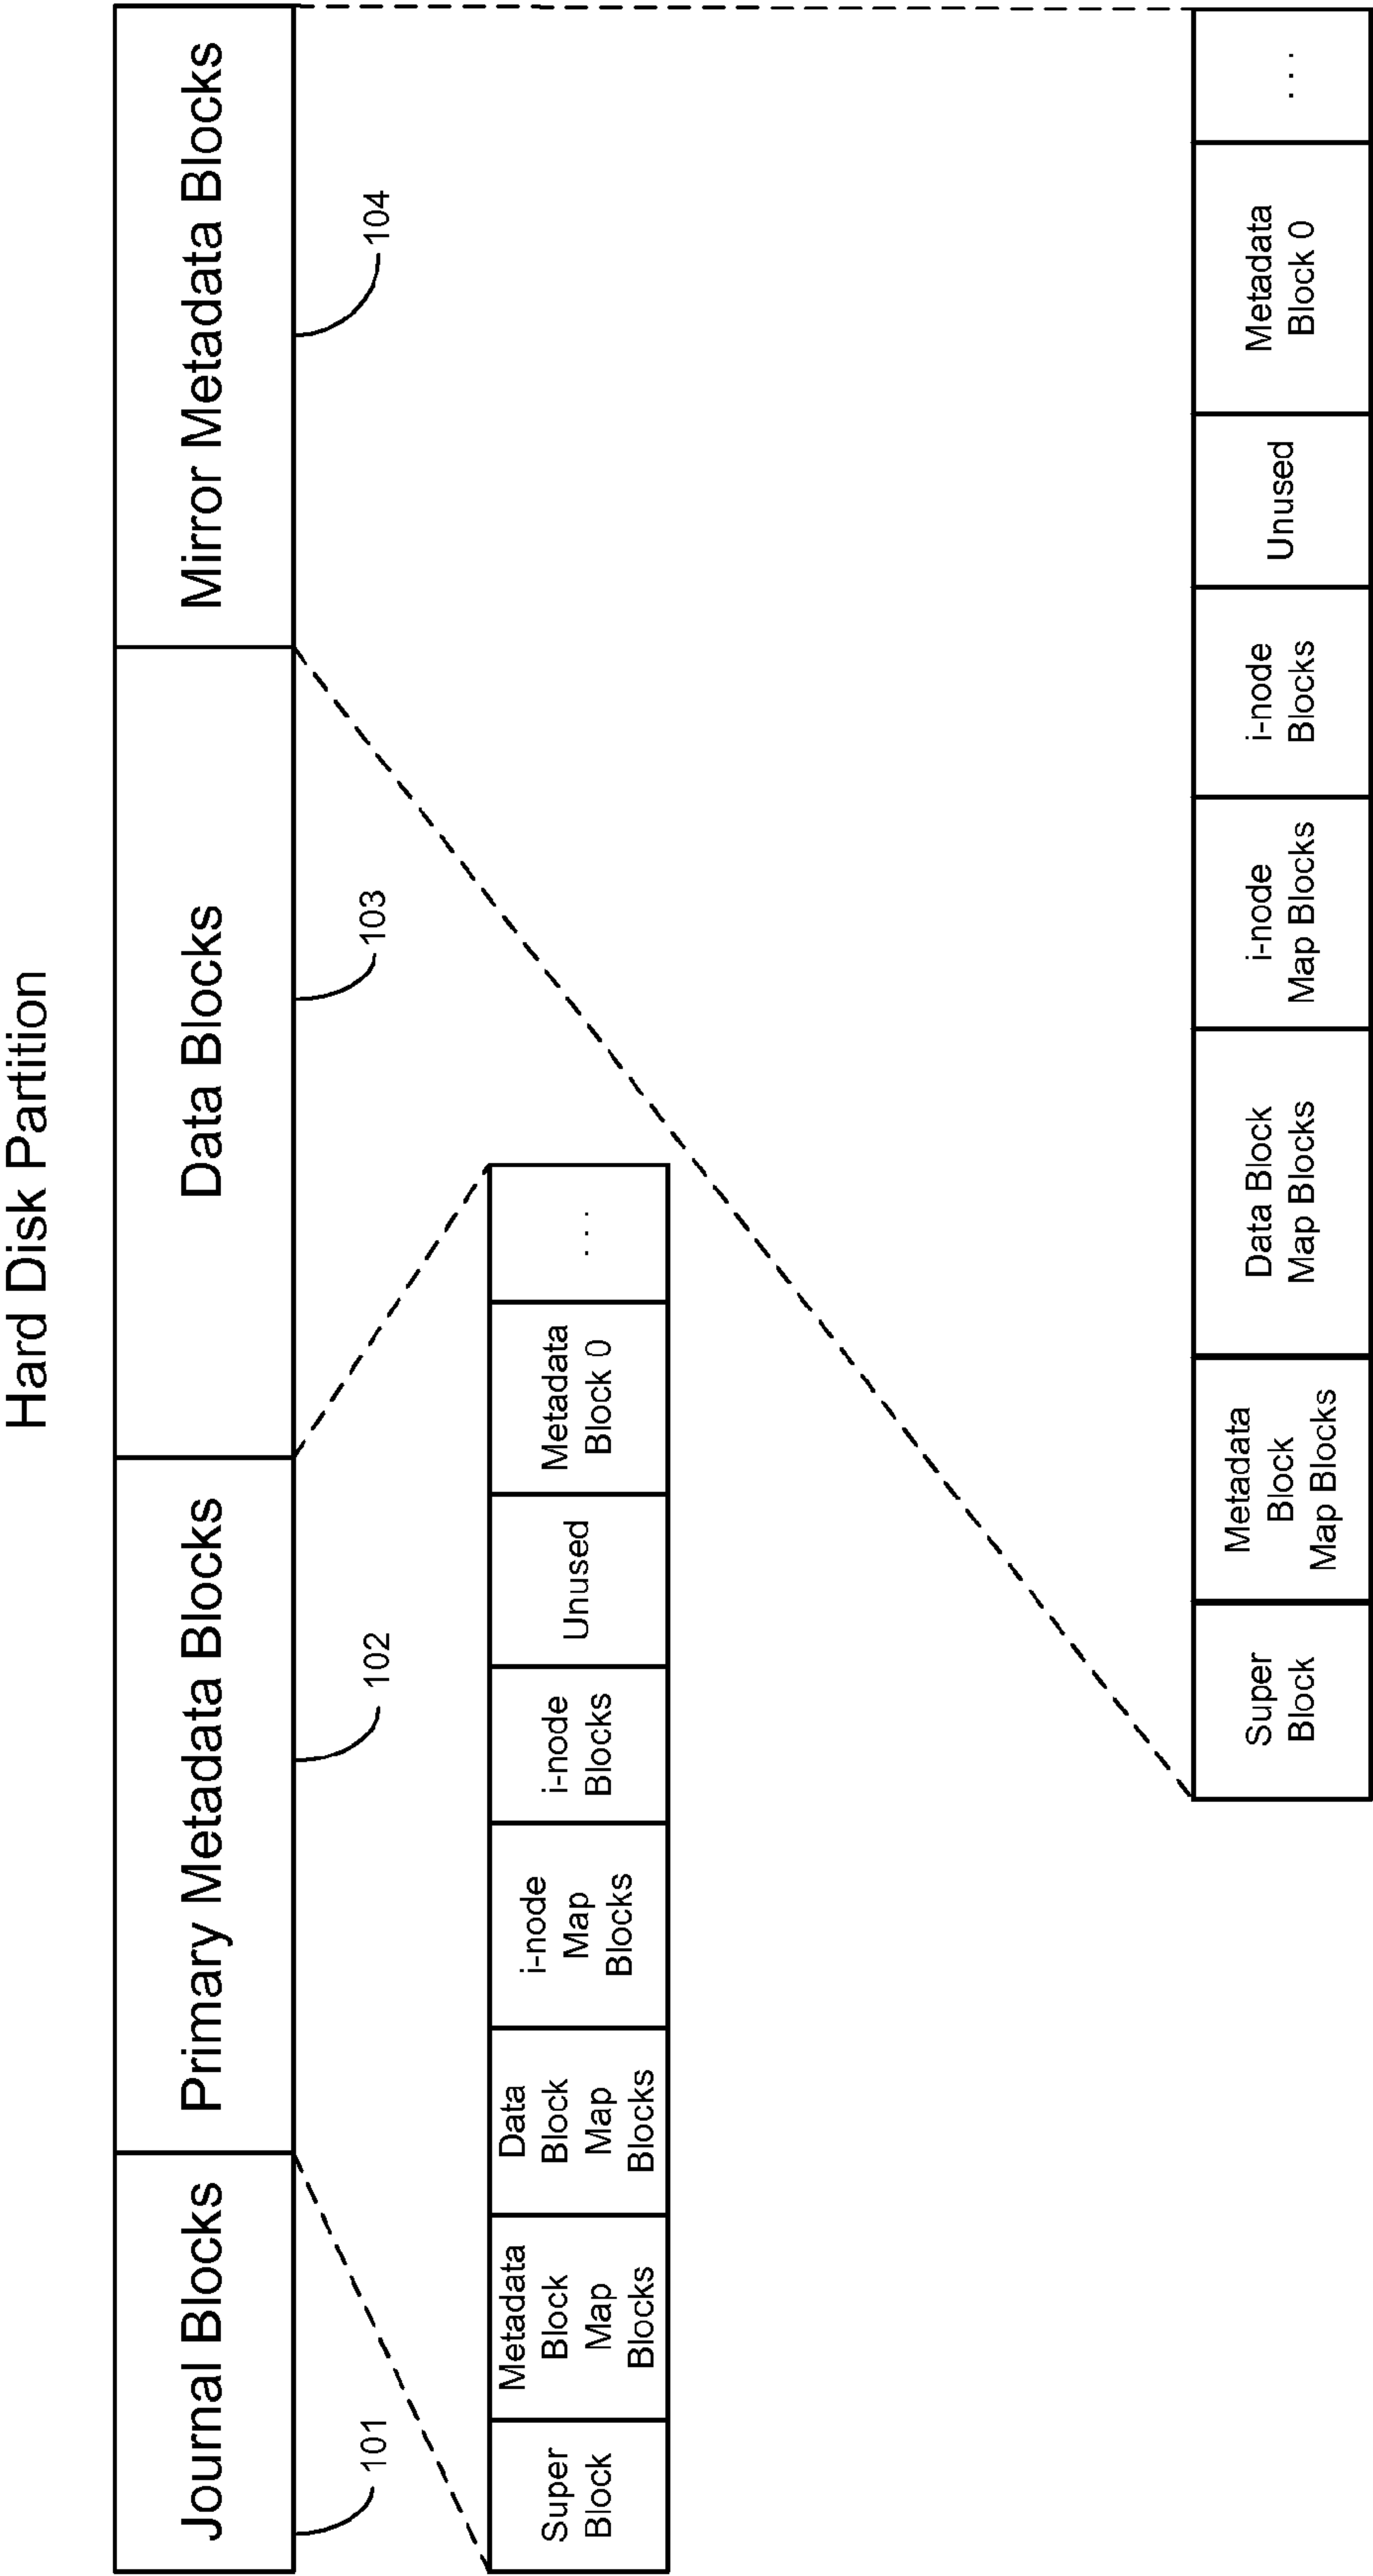 Hard Disk Partition
Journal Blocks
Primary Metadata Blocks
Data Blocks
Mirror Metadata Blocks
101
102
103
104
Super
Block
Metadata
Block
Map
Blocks
Data
Block
Map
Blocks
i-node
Map
Blocks
i-node
Blocks
Unused
Metadata
Block 0
. . .
Super
Block
Metadata
Block
Map Blocks
Data Block
Map Blocks
i-node
Map Blocks
i-node
Blocks
Unused
Metadata
Block 0
. . .